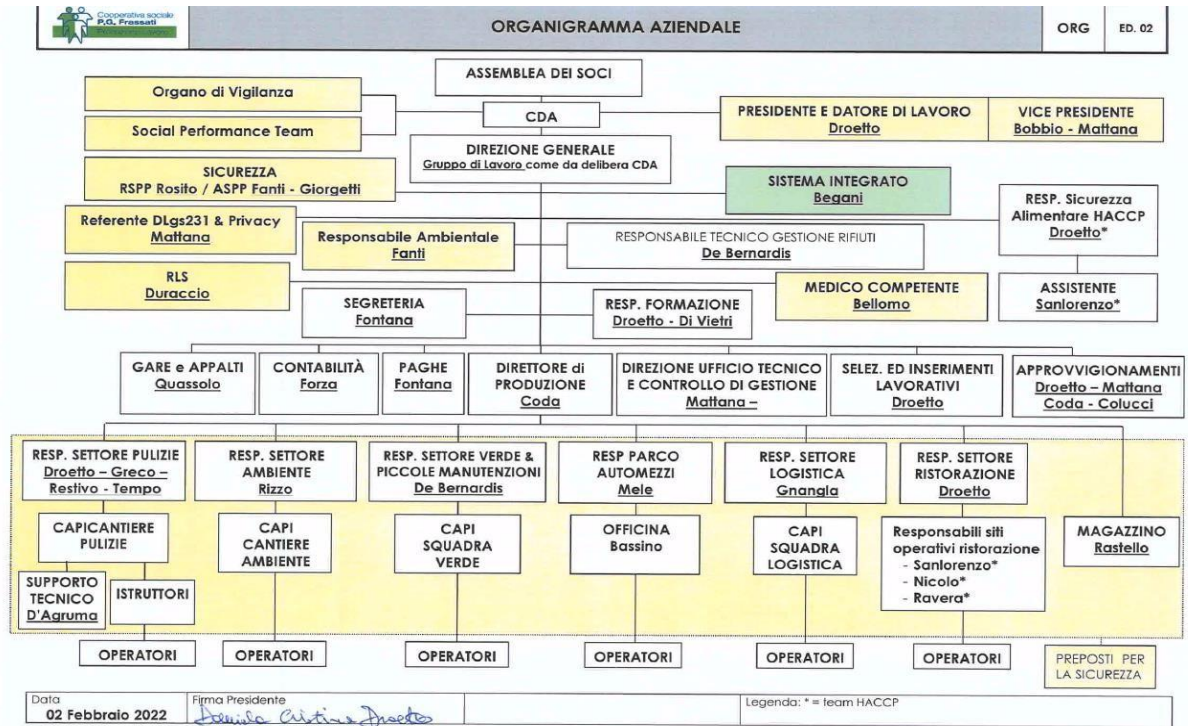 Cooperativa sociale
P.G. Frassati
ORGANIGRAMMA AZIENDALE
ORG
ED. 02
ASSEMBLEA DEI SOCI
Organo di Vigilanza
Social Performance Team
CDA
PRESIDENTE E DATORE DI LAVORO
Droetto
VICE PRESIDENTE
Bobbio - Mattana
DIREZIONE GENERALE
Gruppo di Lavoro come da delibera CDA
SICUREZZA
RSPP Rosito / ASPP Fanti - Giorgetti
SISTEMA INTEGRATO
Begani
RESP. Sicurezza
Alimentare HACCP
Droetto*
Referente DLgs231 & Privacy
Mattana
Responsabile Ambientale
Fanti
RESPONSABILE TECNICO GESTIONE RIFIUTI
De Bernardis
RLS
Duraccio
MEDICO COMPETENTE
Bellomo
ASSISTENTE
Sanlorenzo*
SEGRETERIA
Fontana
RESP. FORMAZIONE
Droetto - Di Vietri
GARE e APPALTI
Quassolo
CONTABILITÀ
Forza
PAGHE
Fontana
DIRETTORE di
PRODUZIONE
Coda
DIREZIONE UFFICIO TECNICO
E CONTROLLO DI GESTIONE
Mattana –
SELEZ. ED INSERIMENTI
LAVORATIVI
Droetto
APPROVVIGIONAMENTI
Droetto – Mattana
Coda - Colucci
RESP. SETTORE PULIZIE
Droetto – Greco –
Restivo - Tempo
RESP. SETTORE
AMBIENTE
Rizzo
RESP. SETTORE VERDE &
PICCOLE MANUTENZIONI
De Bernardis
RESP PARCO
AUTOMEZZI
Mele
RESP. SETTORE
LOGISTICA
Gnangla
RESP. SETTORE
RISTORAZIONE
Droetto
CAPICANTIERE
PULIZIE
CAPI
CANTIERE
AMBIENTE
CAPI
SQUADRA
VERDE
OFFICINA
Bassino
CAPI
SQUADRA
LOGISTICA
Responsabili siti
operativi ristorazione
- Sanlorenzo*
- Nicolo*
- Ravera*
MAGAZZINO
Rastello
SUPPORTO
TECNICO
D'Agruma
ISTRUTTORI
OPERATORI
OPERATORI
OPERATORI
OPERATORI
OPERATORI
OPERATORI
PREPOSTI PER
LA SICUREZZA
Data
02 Febbraio 2022
Firma Presidente
Daniela Cristina Droetto
Legenda: * = team HACCP